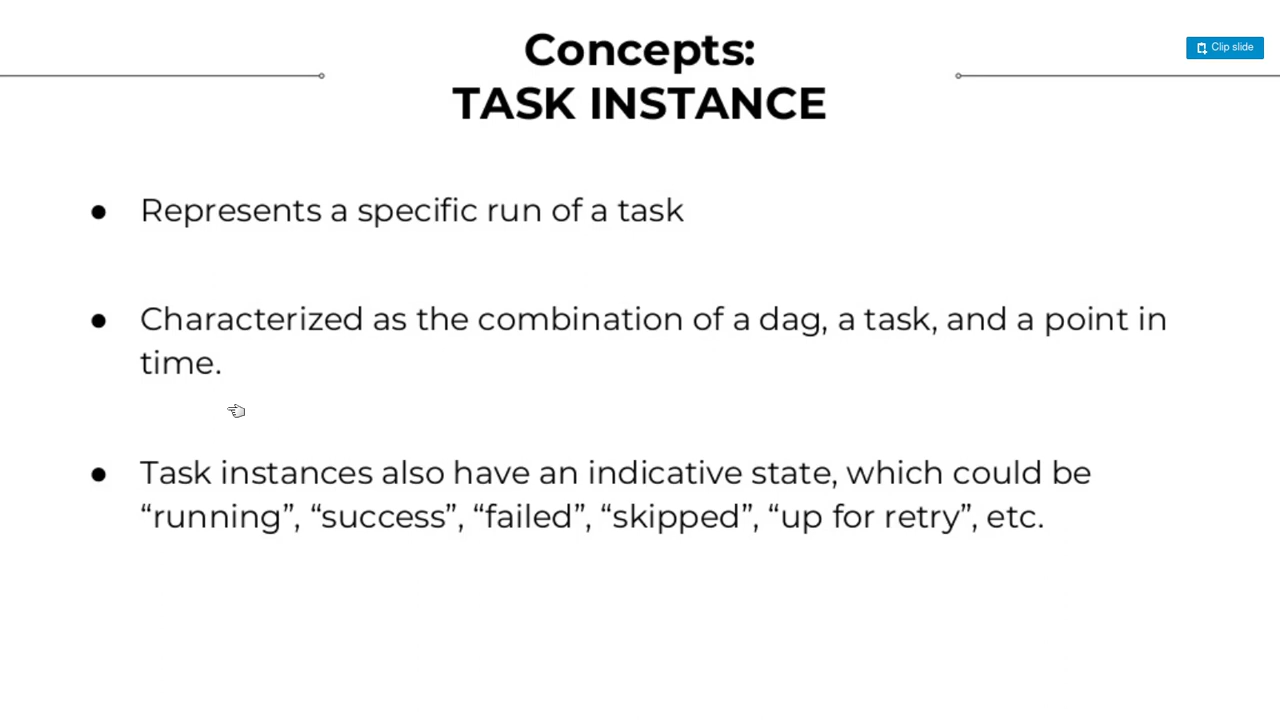 Concepts:
TASK INSTANCE
Clip slide
● Represents a specific run of a task
● Characterized as the combination of a dag, a task, and a point in
time.
● Task instances also have an indicative state, which could be
“running”, “success”, “failed”, “skipped”, “up for retry”, etc.